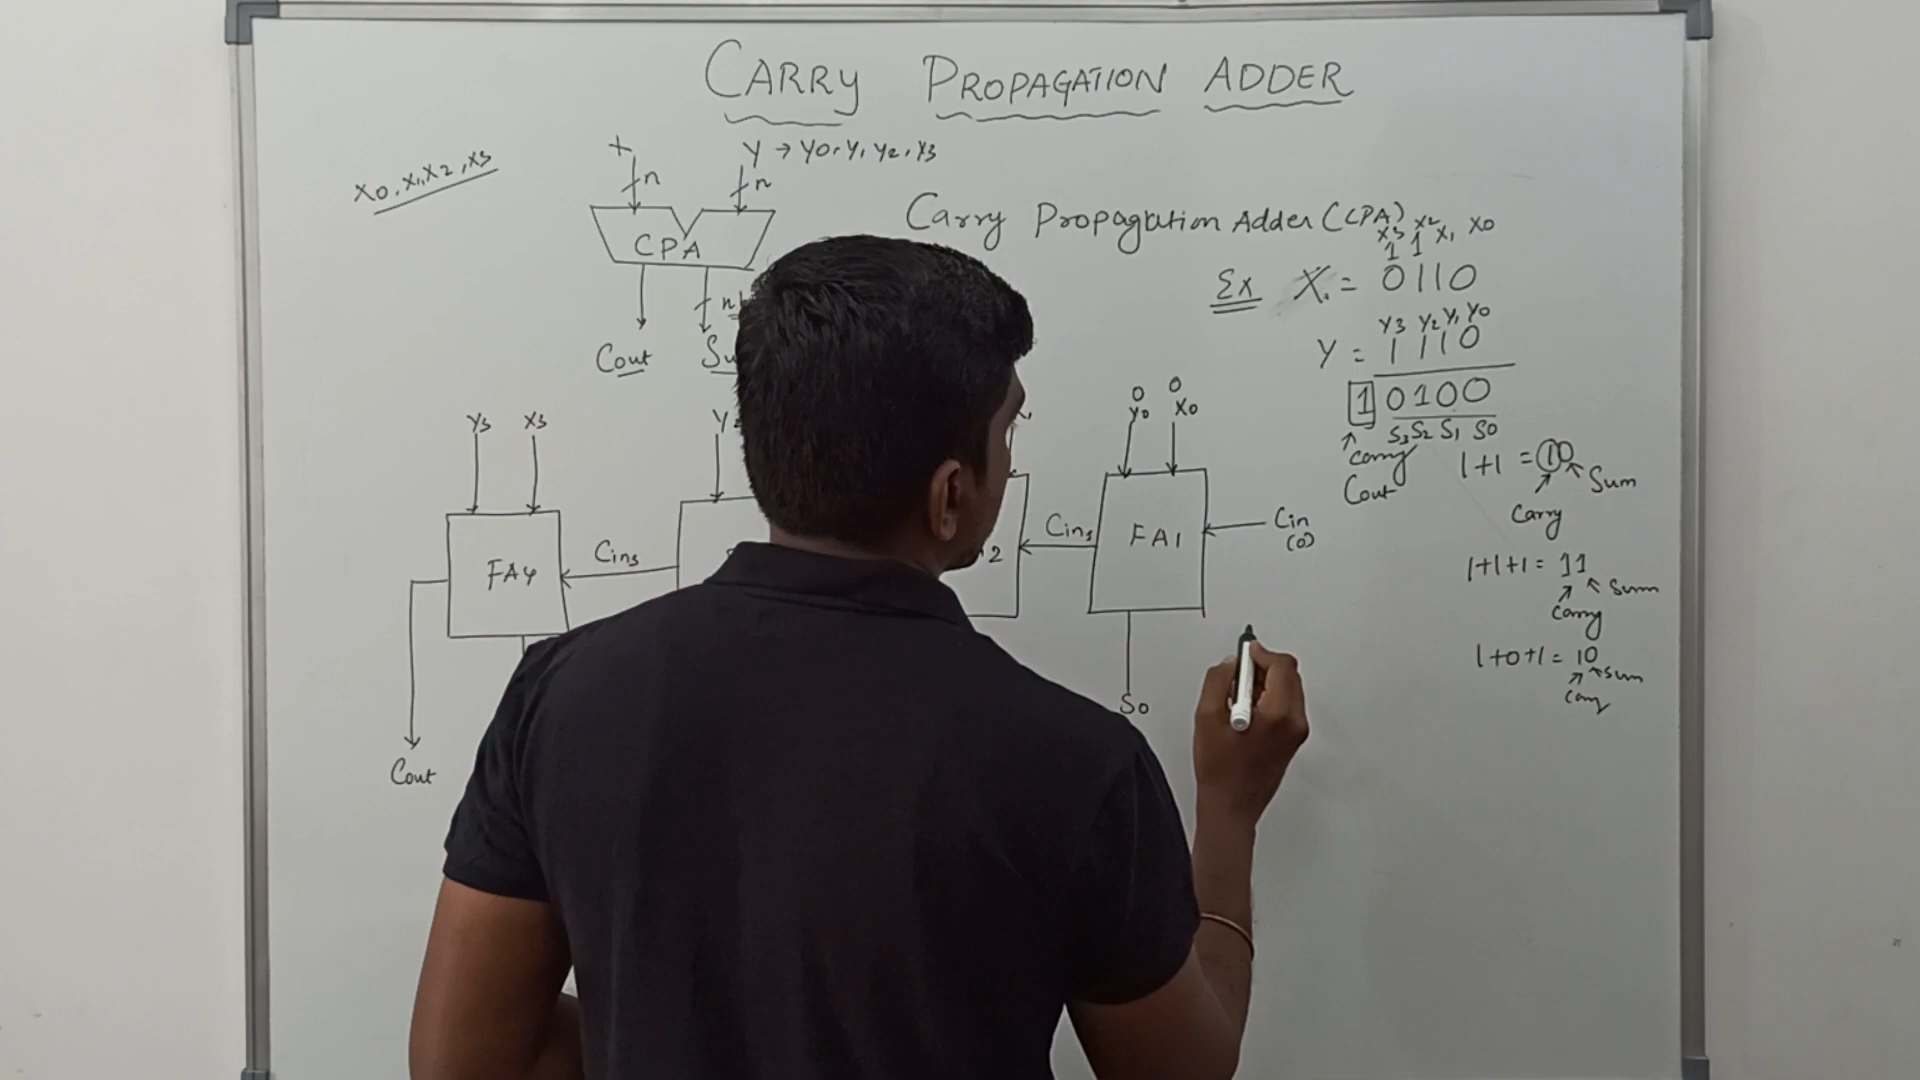 CARRY PROPAGATION ADDER
X
Y → Y0, Y1, Y2, Y3
X0, X1, X2, X3
n
n
CPA
Cout
Carry Propagation Adder (CPA)
X3 X2 X1 X0
1 1
Ex X = 0110
Y3 Y2 Y1 Y0
Y = 1110
1 0100
S3 S2 S1 S0
Carry
Cout
1+1 = 10
Sum
Carry
1+1+1 = 11
Sum
Carry
1+0+1 = 10
Sum
Carry
Y3 X3
0 0
Y0 X0
FA4
Cin3
2
Cin1
FA1
Cin
(0)
S0
Cout